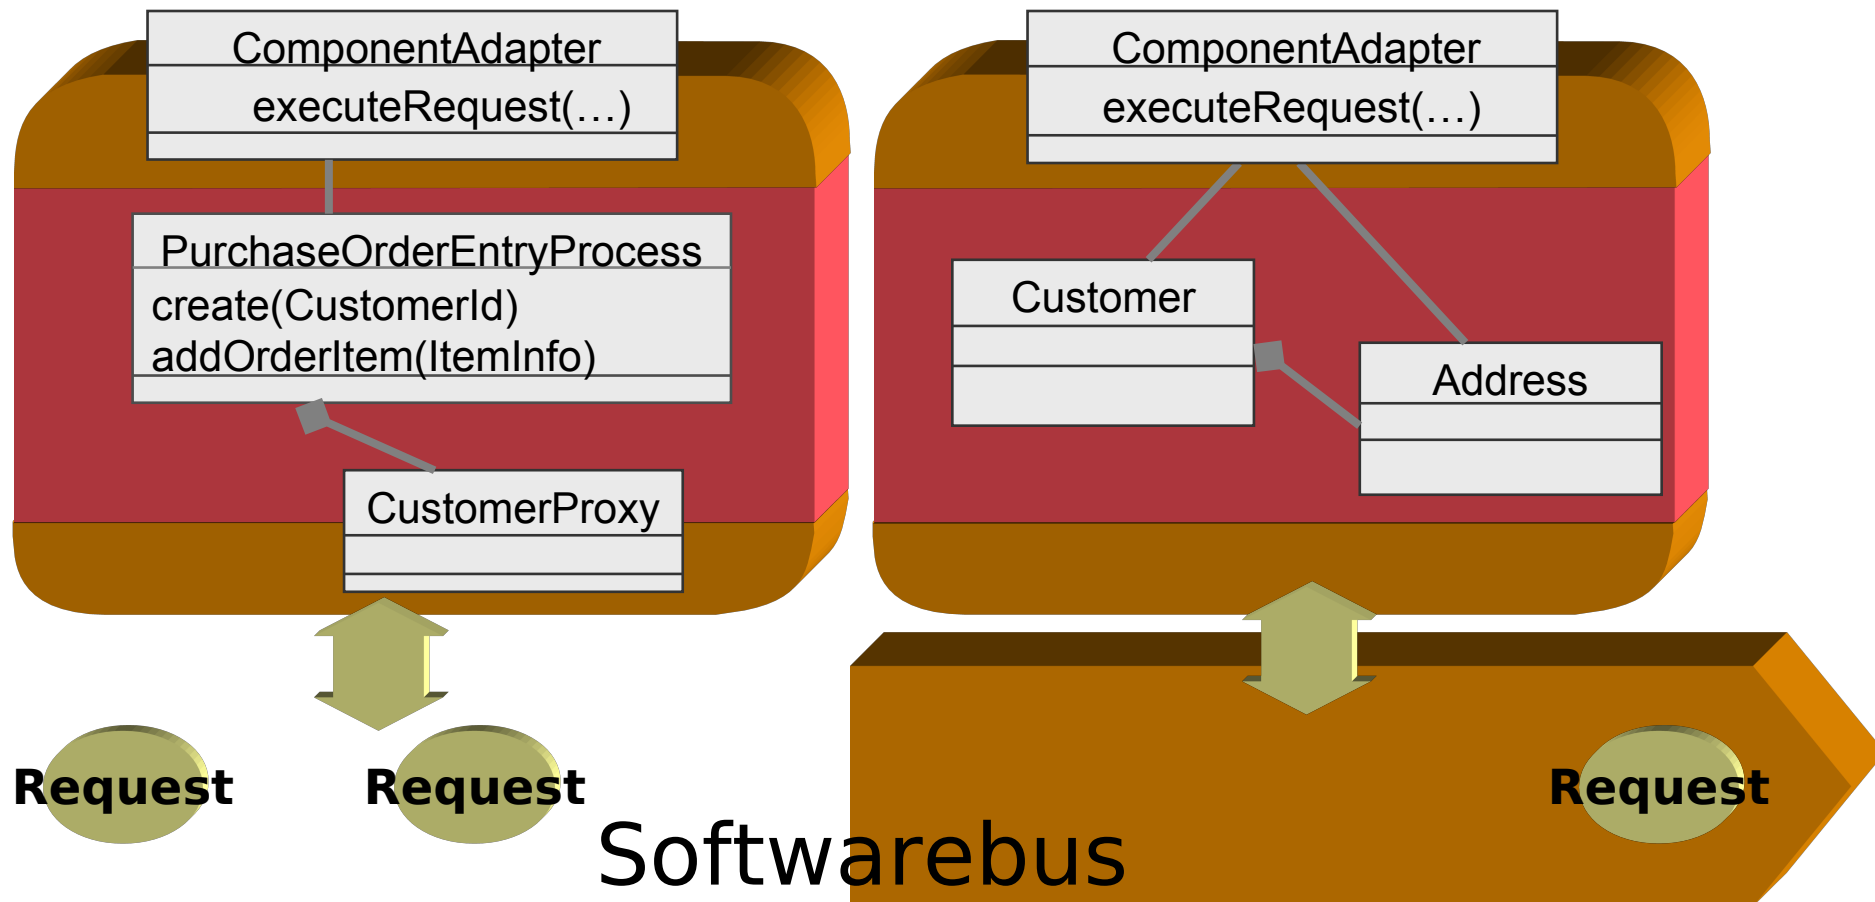 ComponentAdapter
executeRequest(…)
PurchaseOrderEntryProcess
create(CustomerId)
addOrderItem(ItemInfo)
CustomerProxy
ComponentAdapter
executeRequest(…)
Customer
Address
Request
Request
Request
Softwarebus